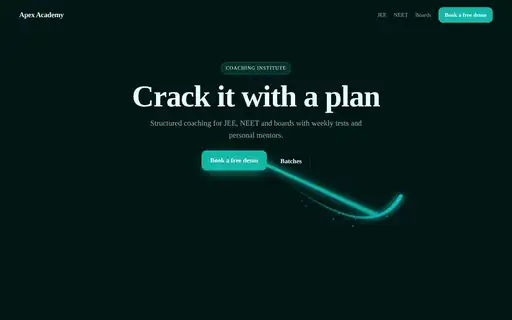 Apex Academy
JEE NEET Boards Book a free demo
COACHING INSTITUTE
Crack it with a plan
Structured coaching for JEE, NEET and boards with weekly tests and
personal mentors.
Book a free demo Batches